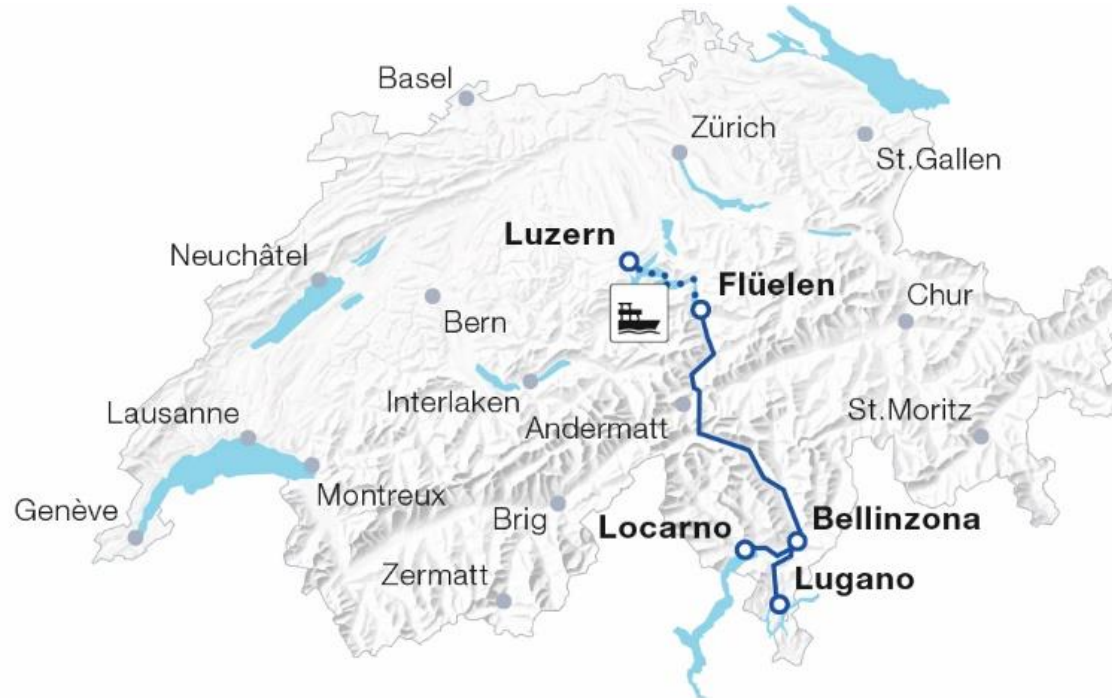 Basel
Zürich
St.Gallen
Luzern
Neuchâtel
Flüelen
Chur
Bern
Interlaken
Andermatt
St.Moritz
Lausanne
Montreux
Genève
Brig
Locarno
Bellinzona
Zermatt
Lugano